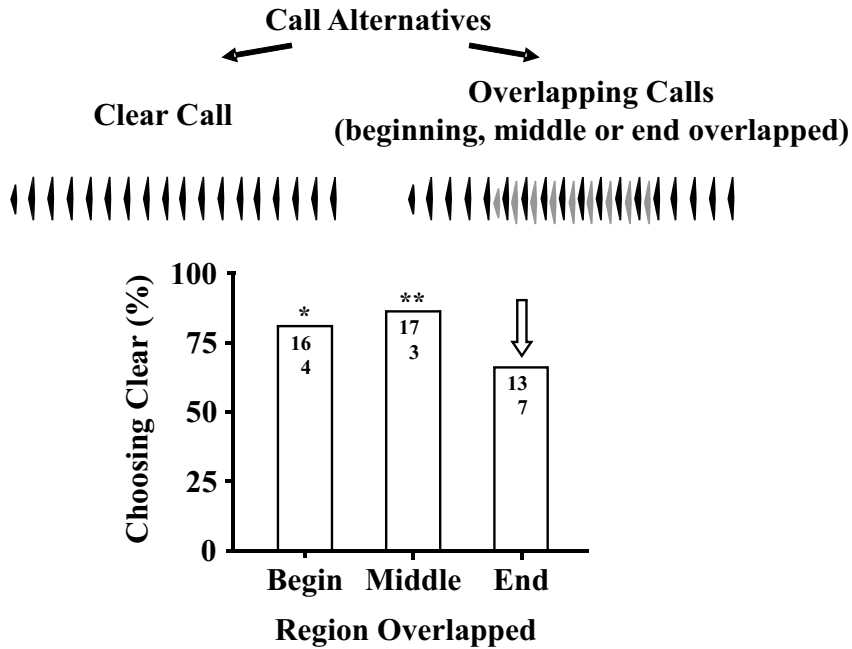 Call Alternatives
Clear Call
Overlapping Calls
(beginning, middle or end overlapped)
Choosing Clear (%)
100
75
50
25
0
*
16
4
**
17
3
13
7
Begin
Middle
End
Region Overlapped